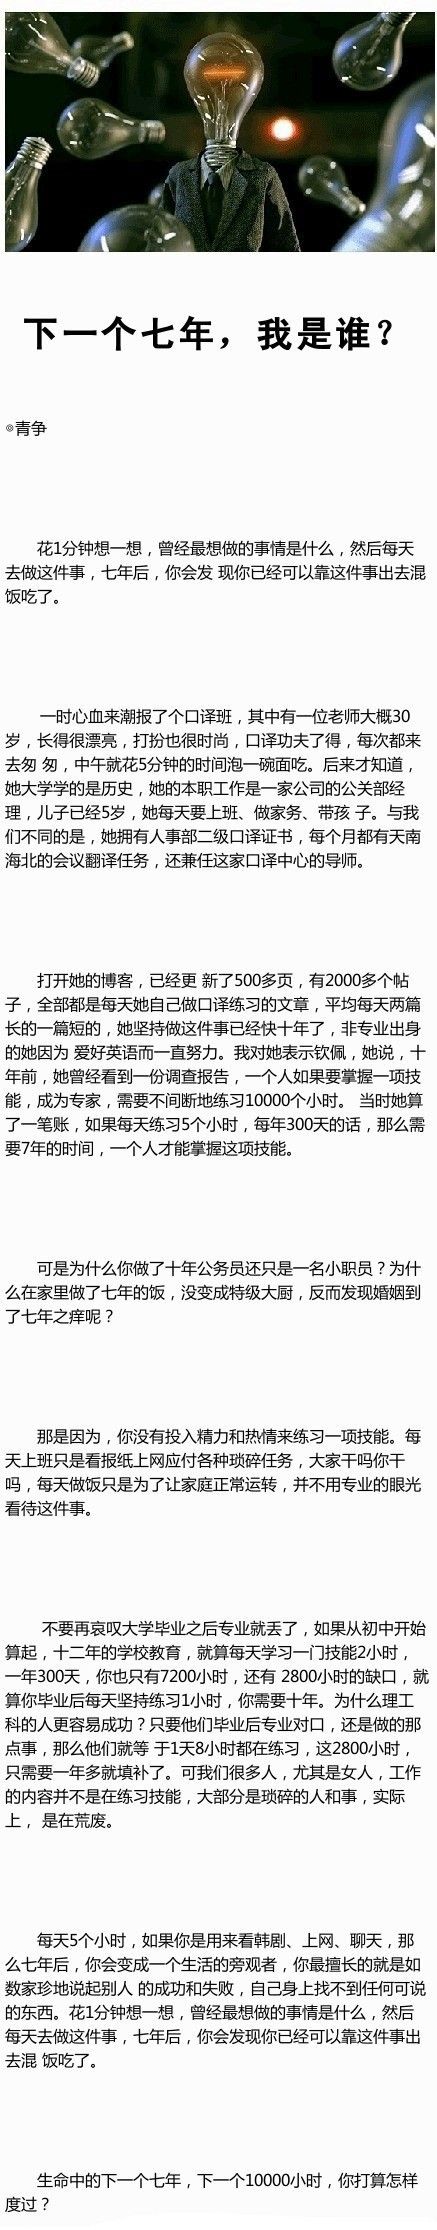 下一个七年，我是谁？
⊙青争
花1分钟想一想，曾经最想做的事情是什么，然后每天
去做这件事，七年后，你会发 现你已经可以靠这件事出去混
饭吃了。
一时心血来潮报了个口译班，其中有一位老师大概30
岁，长得很漂亮，打扮也很时尚，口译功夫了得，每次都来
去匆 匆，中午就花5分钟的时间泡一碗面吃。后来才知道，
她大学学的是历史，她的本职工作是一家公司的公关部经
理，儿子已经5岁，她每天要上班、做家务、带孩 子。与我
们不同的是，她拥有人事部二级口译证书，每个月都有天南
海北的会议翻译任务，还兼任这家口译中心的导师。
打开她的博客，已经更 新了500多页，有2000多个帖
子，全部都是每天她自己做口译练习的文章，平均每天两篇
长的一篇短的，她坚持做这件事已经快十年了，非专业出身
的她因为 爱好英语而一直努力。我对她表示钦佩，她说，十
年前，她曾经看到一份调查报告，一个人如果要掌握一项技
能，成为专家，需要不间断地练习10000个小时。 当时她算
了一笔账，如果每天练习5个小时，每年300天的话，那么需
要7年的时间，一个人才能掌握这项技能。
可是为什么你做了十年公务员还只是一名小职员？为什
么在家里做了七年的饭，没变成特级大厨，反而发现婚姻到
了七年之痒呢？
那是因为，你没有投入精力和热情来练习一项技能。每
天上班只是看报纸上网应付各种琐碎任务，大家干吗你干
吗，每天做饭只是为了让家庭正常运转，并不用专业的眼光
看待这件事。
不要再哀叹大学毕业之后专业就丢了，如果从初中开始
算起，十二年的学校教育，就算每天学习一门技能2小时，
一年300天，你也只有7200小时，还有 2800小时的缺口，就
算你毕业后每天坚持练习1小时，你需要十年。为什么理工
科的人更容易成功？只要他们毕业后专业对口，还是做的那
点事，那么他们就等 于1天8小时都在练习，这2800小时，
只需要一年多就填补了。可我们很多人，尤其是女人，工作
的内容并不是在练习技能，大部分是琐碎的人和事，实际
上， 是在荒废。
每天5个小时，如果你是用来看韩剧、上网、聊天，那
么七年后，你会变成一个生活的旁观者，你最擅长的就是如
数家珍地说起别人 的成功和失败，自己身上找不到任何可说
的东西。花1分钟想一想，曾经最想做的事情是什么，然后
每天去做这件事，七年后，你会发现你已经可以靠这件事出
去混 饭吃了。
生命中的下一个七年，下一个10000小时，你打算怎样
度过？